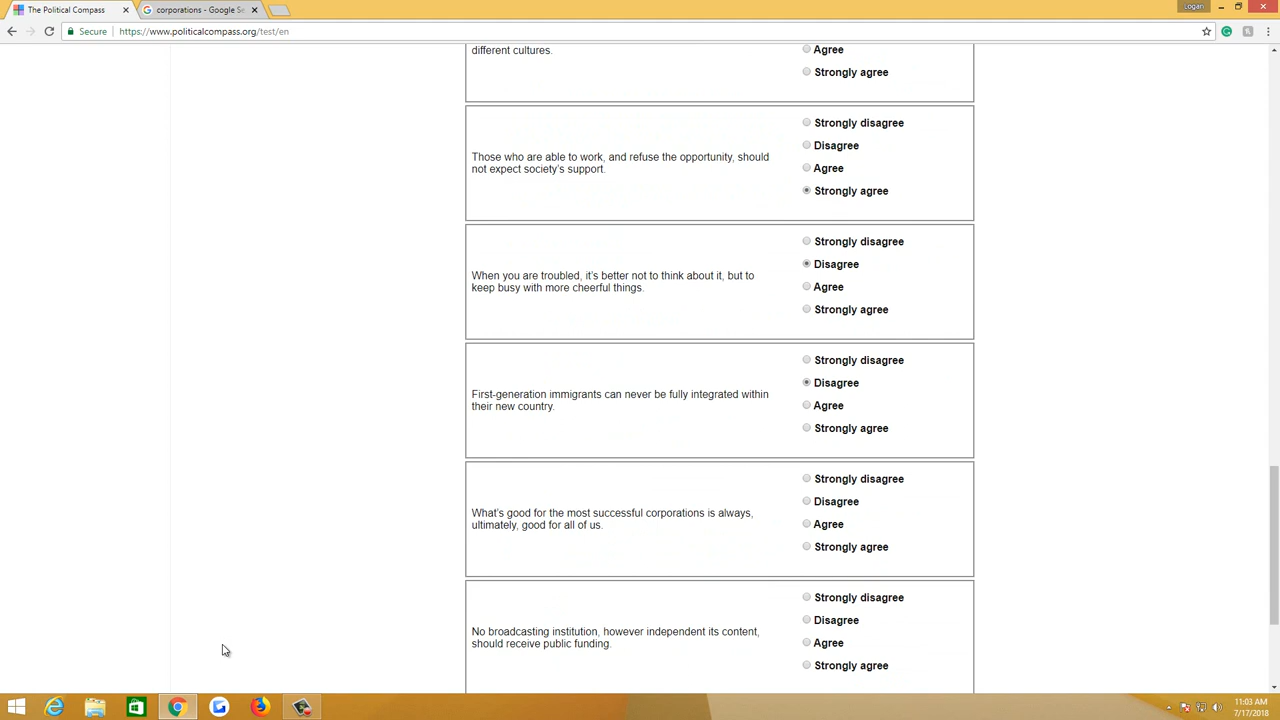 The Political Compass
corporations - Google Se
Logan
Secure
https://www.politicalcompass.org/test/en
different cultures.
Agree
Strongly agree
Those who are able to work, and refuse the opportunity, should
not expect society's support.
Strongly disagree
Disagree
Agree
Strongly agree
When you are troubled, it's better not to think about it, but to
keep busy with more cheerful things.
Strongly disagree
Disagree
Agree
Strongly agree
First-generation immigrants can never be fully integrated within
their new country.
Strongly disagree
Disagree
Agree
Strongly agree
What's good for the most successful corporations is always,
ultimately, good for all of us.
Strongly disagree
Disagree
Agree
Strongly agree
No broadcasting institution, however independent its content,
should receive public funding.
Strongly disagree
Disagree
Agree
Strongly agree
11:03 AM
7/17/2018